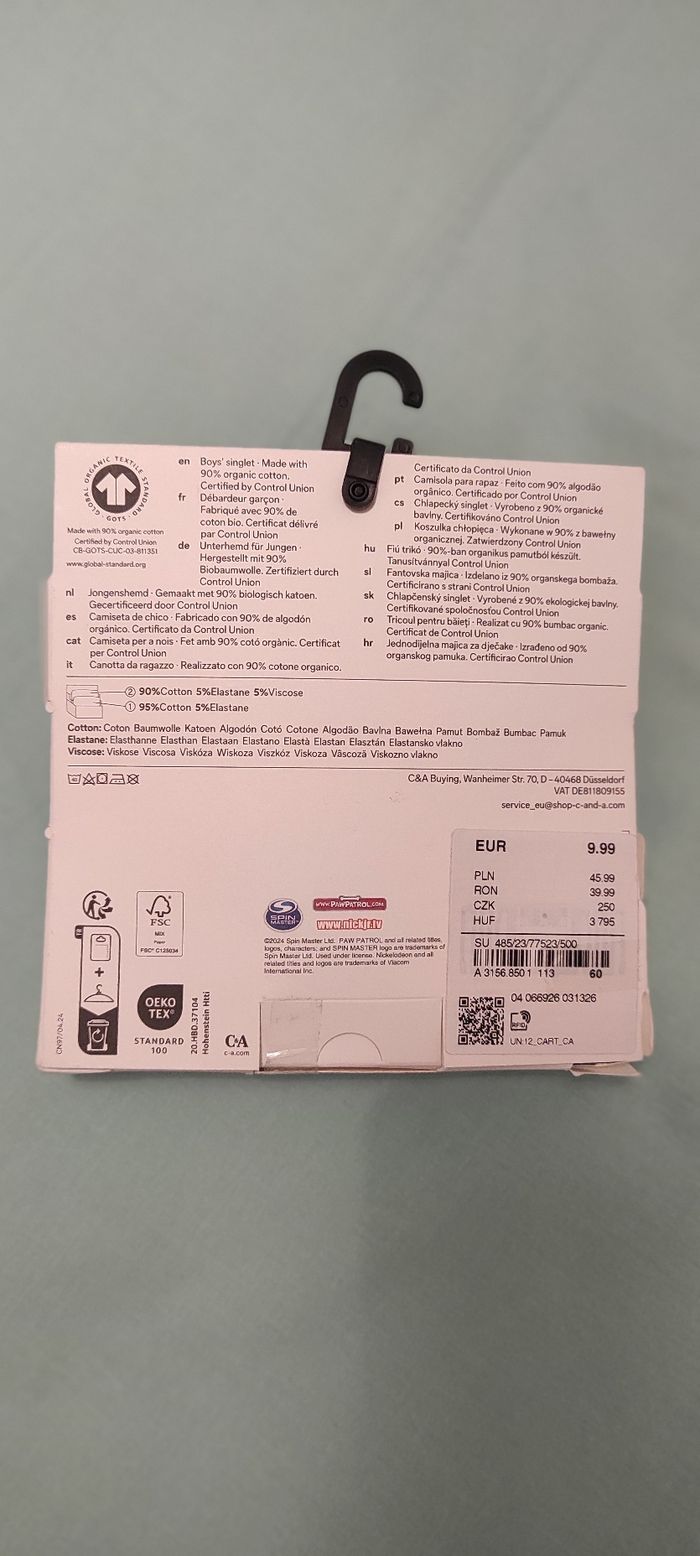 GLOBAL ORGANIC TEXTILE STANDARD
· GOTS ·
Made with 90% organic cotton
Certified by Control Union
CB-GOTS-CUC-03-811351
www.global-standard.org
en Boys' singlet · Made with
90% organic cotton.
Certified by Control Union
fr Débardeur garçon ·
Fabriqué avec 90% de
coton bio. Certificat délivré
par Control Union
de Unterhemd für Jungen ·
Hergestellt mit 90%
Biobaumwolle. Zertifiziert durch
Control Union
nl Jongenshemd · Gemaakt met 90% biologisch katoen.
Gecertificeerd door Control Union
es Camiseta de chico · Fabricado con 90% de algodón
orgánico. Certificato da Control Union
cat Camiseta per a nois · Fet amb 90% cotó orgànic. Certificat
per Control Union
it Canotta da ragazzo · Realizzato con 90% cotone organico.
Certificato da Control Union
pt Camisola para rapaz · Feito com 90% algodão
orgânico. Certificado por Control Union
cs Chlapecký singlet · Vyrobeno z 90% organické
bavlny. Certifikováno Control Union
pl Koszulka chłopięca · Wykonane w 90% z bawełny
organicznej. Zatwierdzony Control Union
hu Fiú trikó · 90%-ban organikus pamutból készült.
Tanusítvánnyal Control Union
sl Fantovska majica · Izdelano iz 90% organskega bombaža.
Certificirano s strani Control Union
sk Chlapčenský singlet · Vyrobené z 90% ekologickej bavlny.
Certifikované spoločnosťou Control Union
ro Tricoul pentru băieți · Realizat cu 90% bumbac organic.
Certificat de Control Union
hr Jednodijelna majica za dječake · Izrađeno od 90%
organskog pamuka. Certificirao Control Union
② 90%Cotton 5%Elastane 5%Viscose
① 95%Cotton 5%Elastane
Cotton: Coton Baumwolle Katoen Algodón Cotó Cotone Algodão Bavlna Bawełna Pamut Bombaž Bumbac Pamuk
Elastane: Elasthanne Elasthan Elastaan Elastano Elastà Elastan Elasztán Elastansko vlakno
Viscose: Viskose Viscosa Viskóza Wiskoza Viszkóz Viskoza Vâscoză Viskozno vlakno
40
C&A Buying, Wanheimer Str. 70, D – 40468 Düsseldorf
VAT DE811809155
service_eu@shop-c-and-a.com
EUR 9.99
PLN 45.99
RON 39.99
CZK 250
HUF 3 795
SU 485/23/77523/500
A 3156.850 1 113 60
04 066926 031326
RFID
UN:12_CART_CA
FSC
MIX
Paper
FSC® C125034
SPIN MASTER™
WWW.PAWPATROL.COM
www.nickjr.tv
©2024 Spin Master Ltd. PAW PATROL and all related titles,
logos, characters; and SPIN MASTER logo are trademarks of
Spin Master Ltd. Used under license. Nickelodeon and all
related titles and logos are trademarks of Viacom
International Inc.
FR
+
OEKO
TEX®
STANDARD
100
20.HBD.37104
Hohenstein HTTI
C&A
c-a.com
CN97/04.24